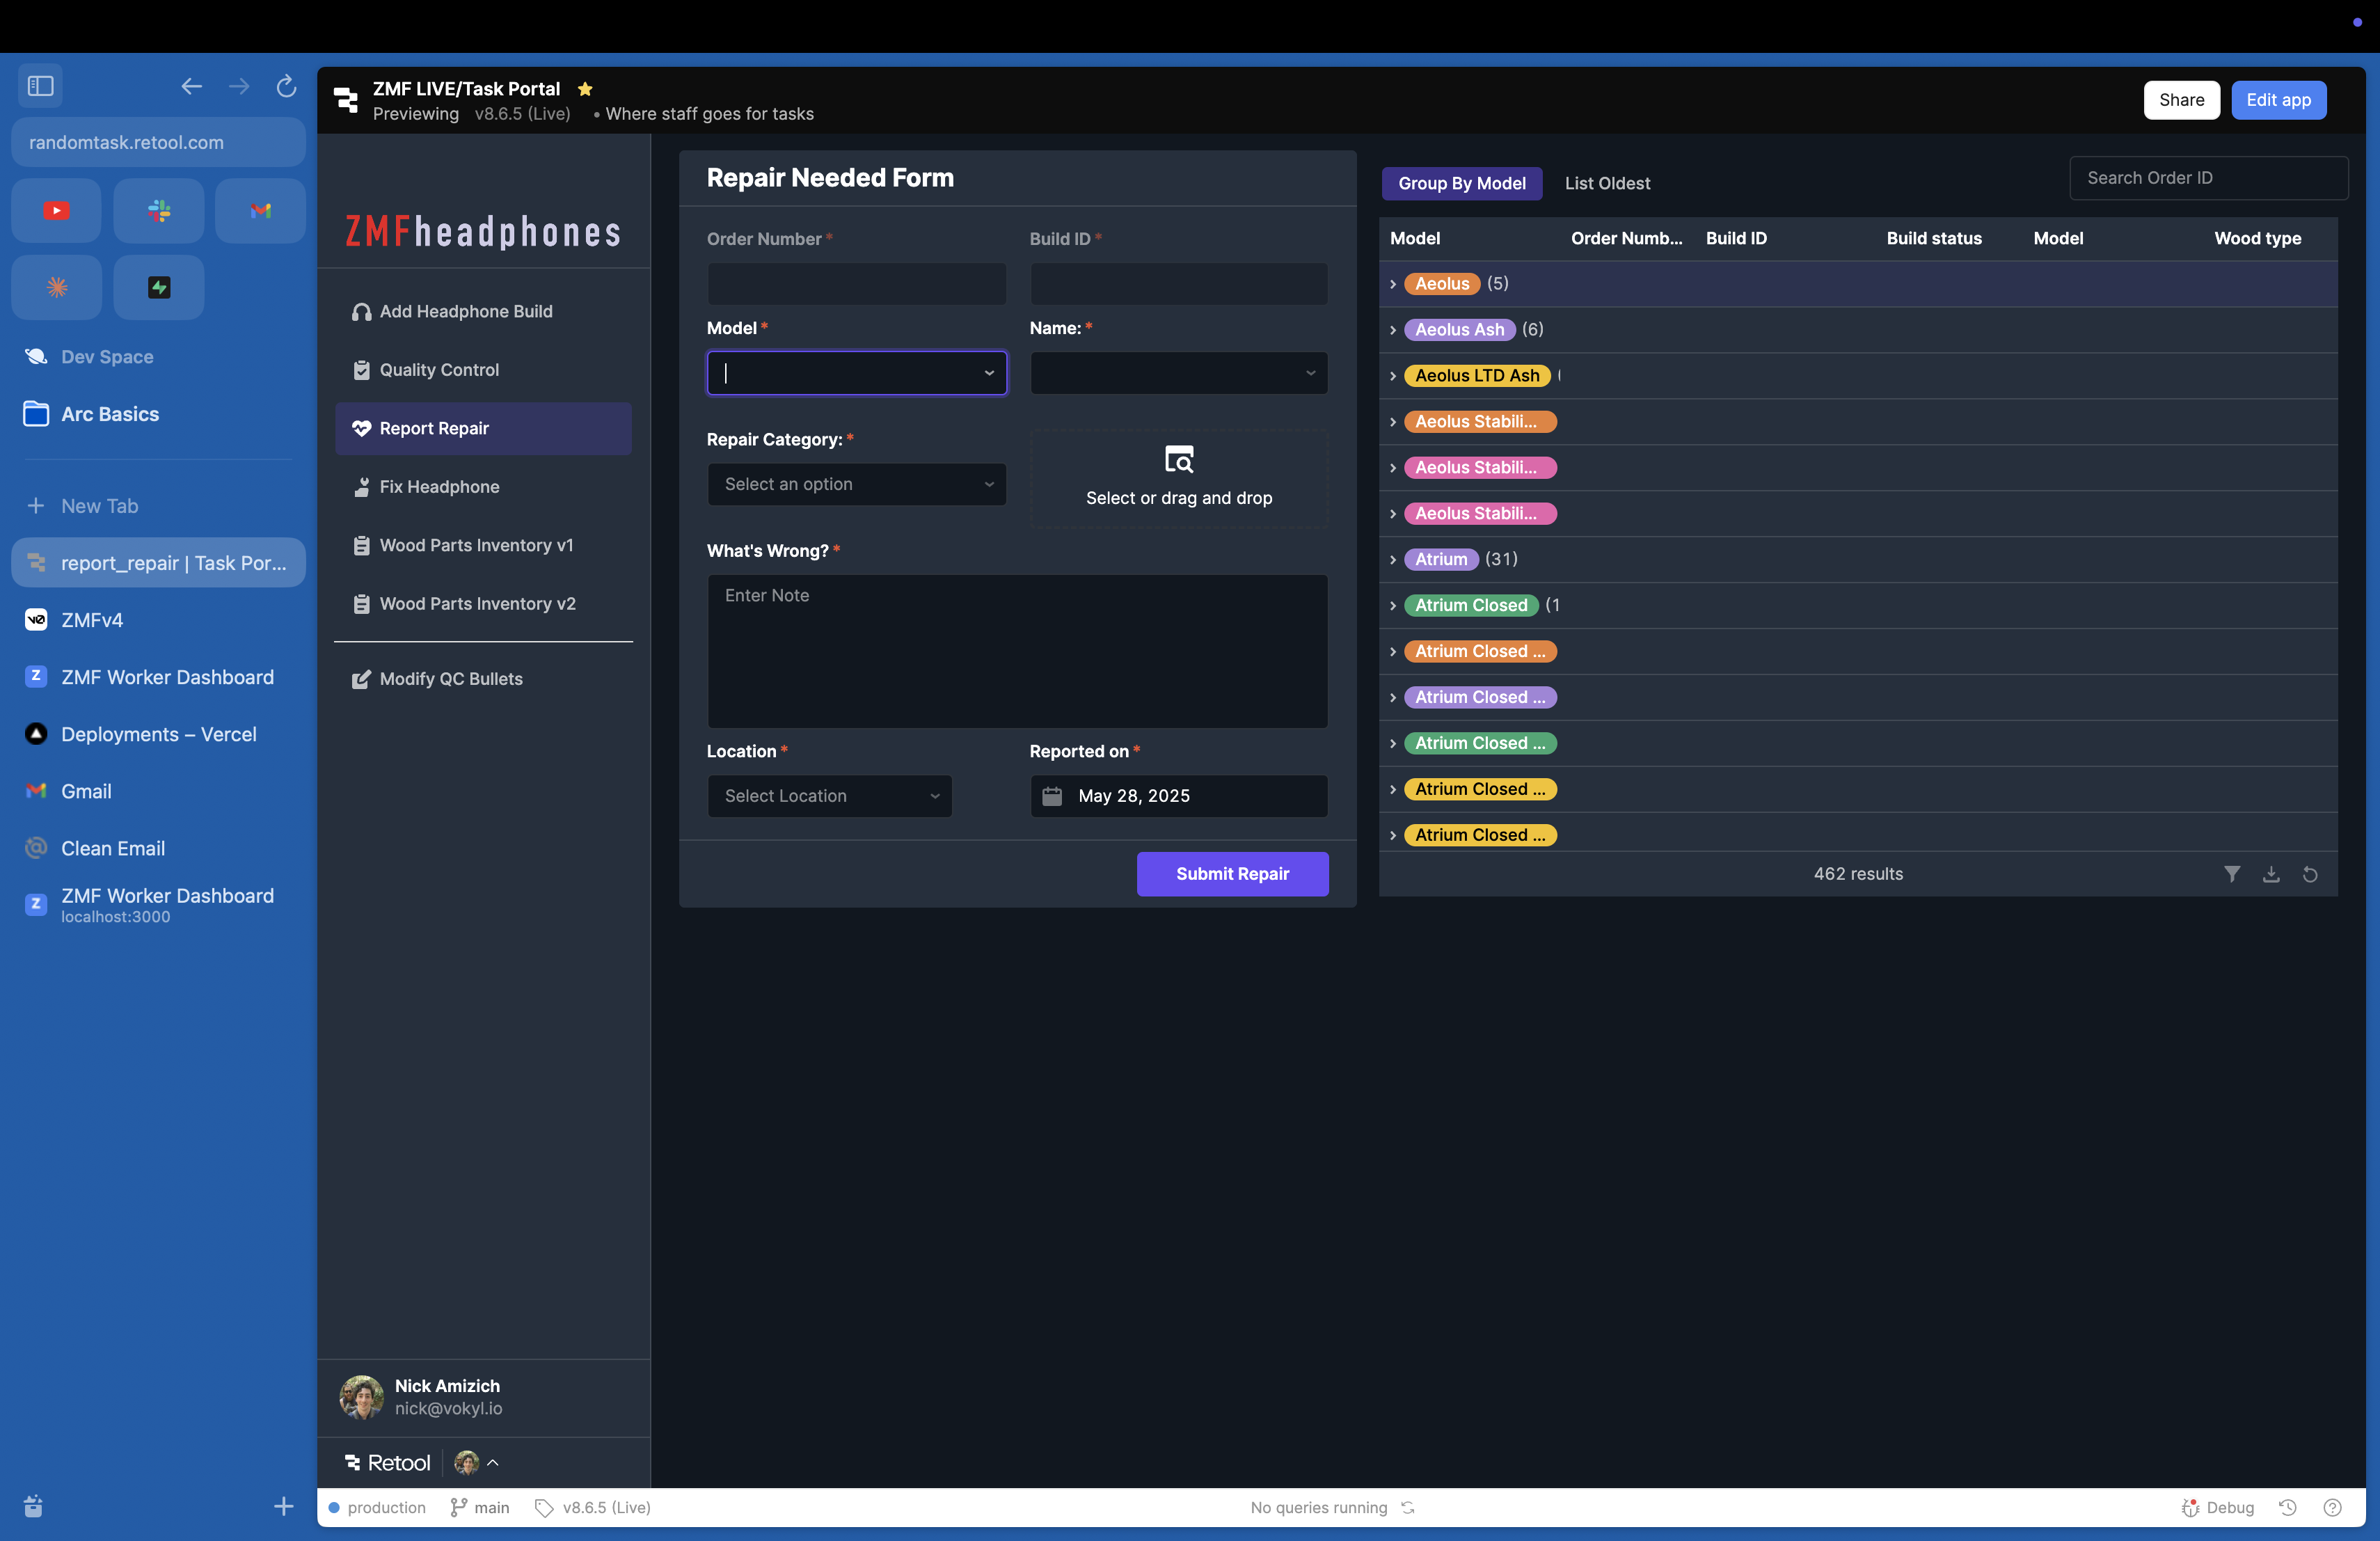 ZMF LIVE/Task Portal
Previewing v8.6.5 (Live) • Where staff goes for tasks
Share
Edit app
randomtask.retool.com
Dev Space
Arc Basics
New Tab
report_repair | Task Por...
ZMFv4
ZMF Worker Dashboard
Deployments – Vercel
Gmail
Clean Email
ZMF Worker Dashboard
localhost:3000
ZMFheadphones
Add Headphone Build
Quality Control
Report Repair
Fix Headphone
Wood Parts Inventory v1
Wood Parts Inventory v2
Modify QC Bullets
Nick Amizich
nick@vokyl.io
Retool
Repair Needed Form
Order Number *
Build ID *
Model *
Name: *
Repair Category: *
Select an option
Select or drag and drop
What's Wrong? *
Enter Note
Location *
Reported on *
Select Location
May 28, 2025
Submit Repair
Group By Model
List Oldest
Search Order ID
Model Order Numb... Build ID Build status Model Wood type
Aeolus (5)
Aeolus Ash (6)
Aeolus LTD Ash (
Aeolus Stabili...
Aeolus Stabili...
Aeolus Stabili...
Atrium (31)
Atrium Closed (1
Atrium Closed ...
Atrium Closed ...
Atrium Closed ...
Atrium Closed ...
Atrium Closed ...
462 results
production main v8.6.5 (Live)
No queries running
Debug